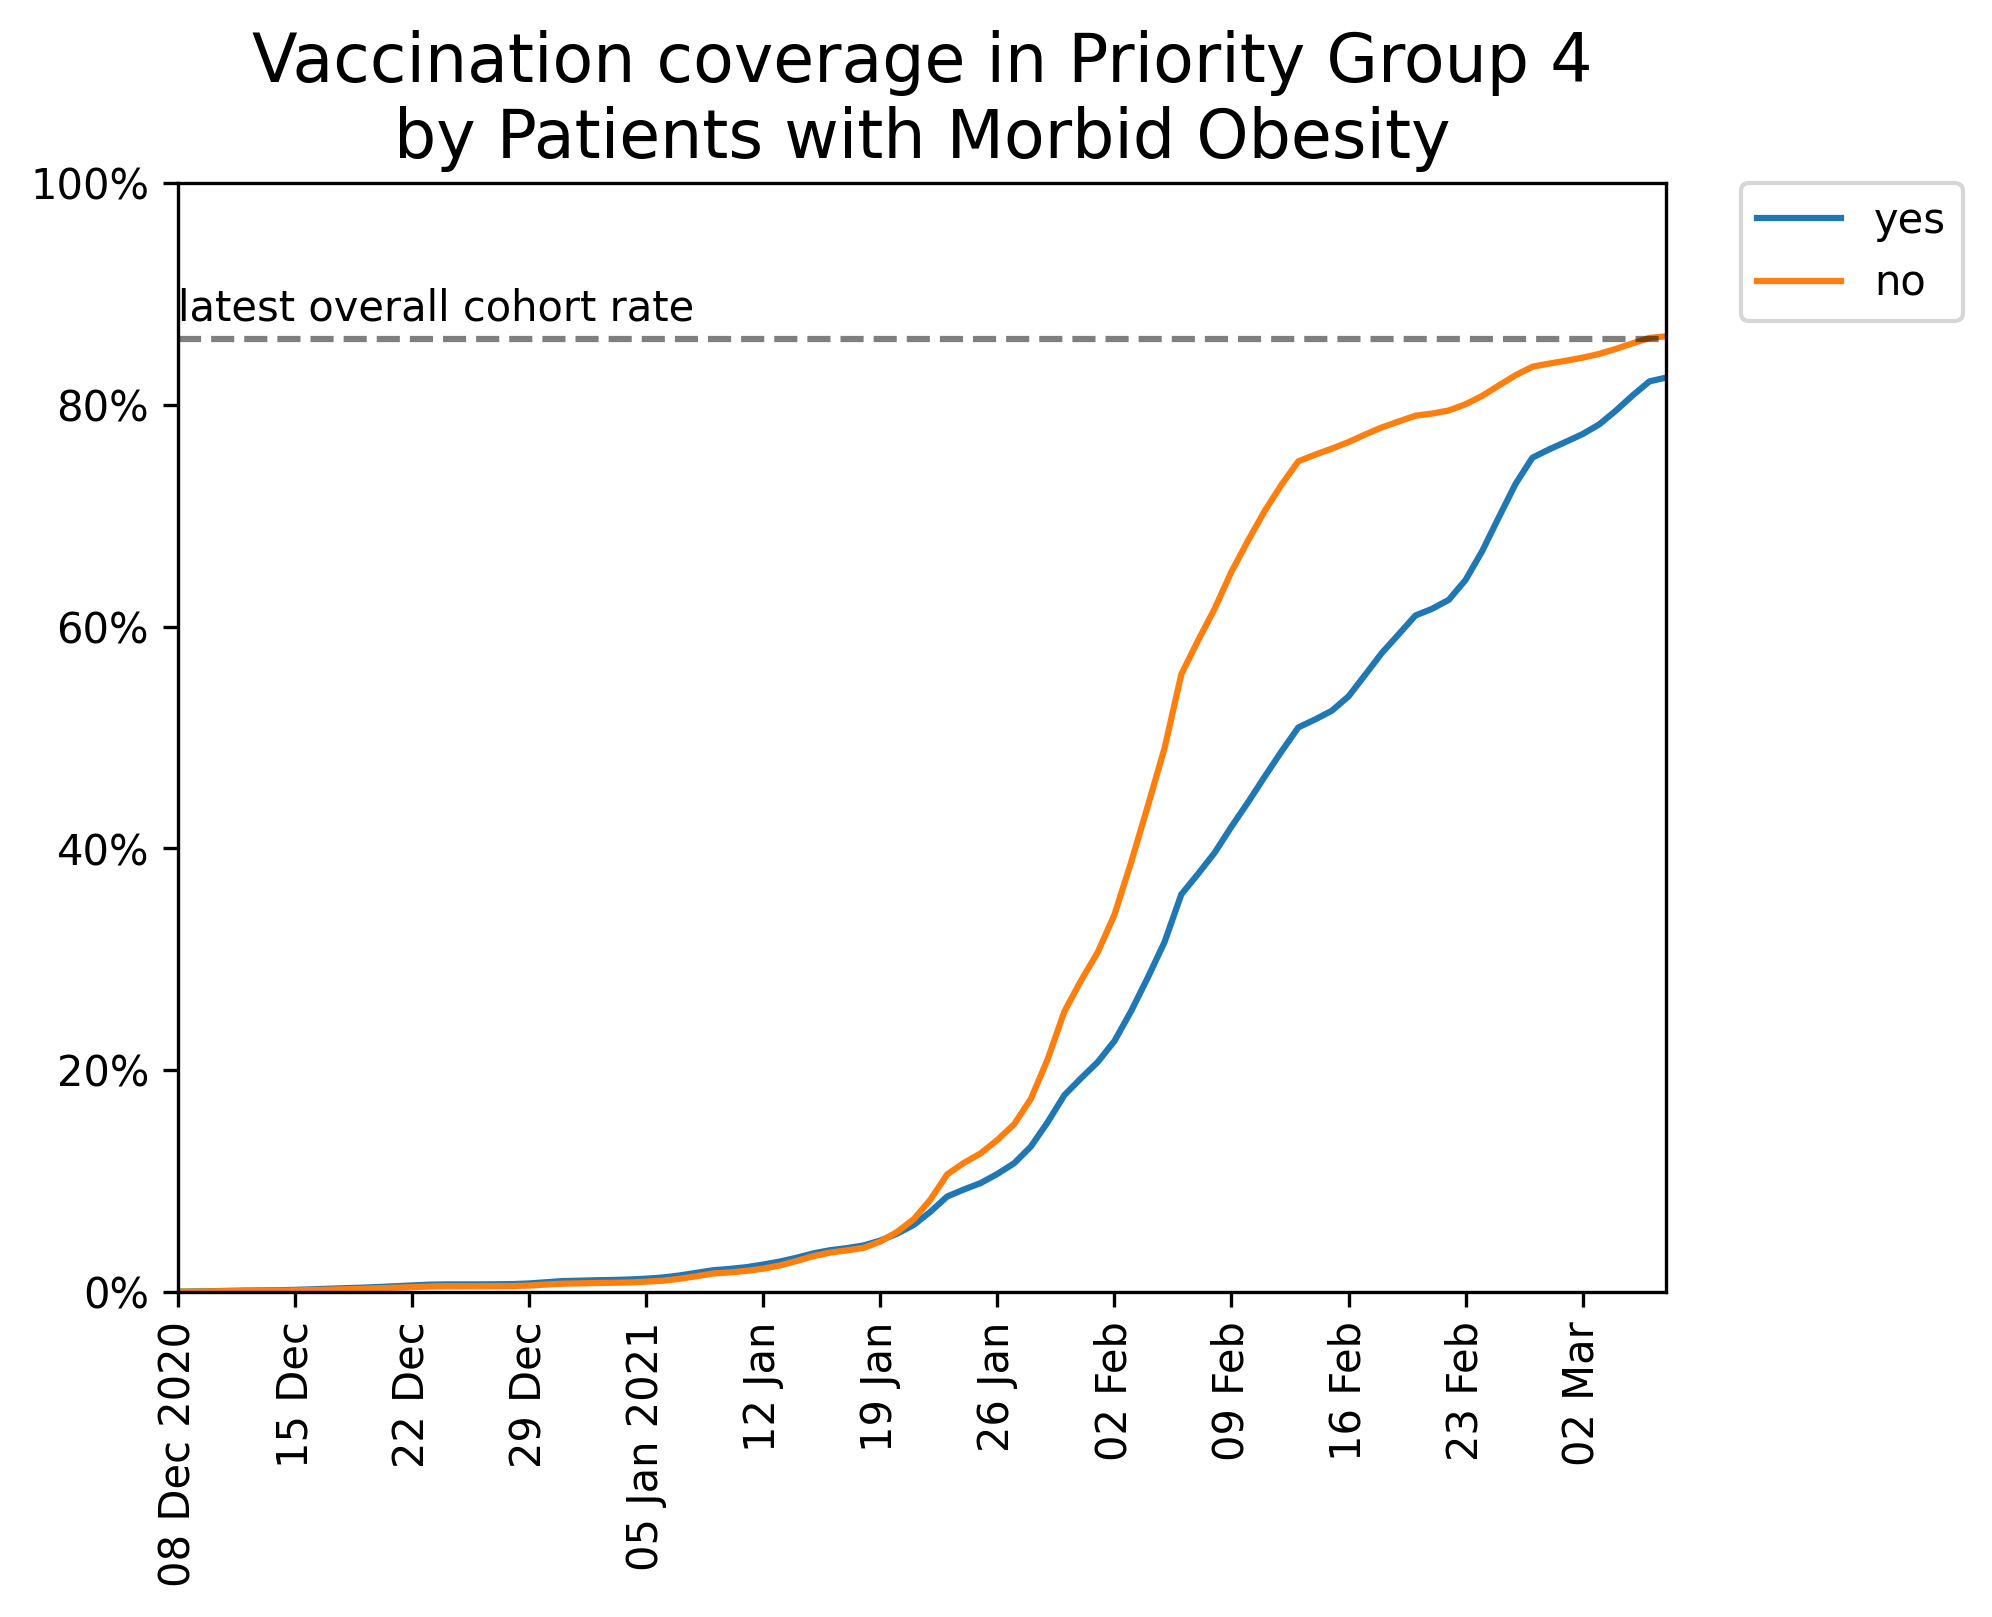 Vaccination coverage in Priority Group 4
by Patients with Morbid Obesity
100%
80%
60%
40%
20%
0%
latest overall cohort rate
yes
no
08 Dec 2020
15 Dec
22 Dec
29 Dec
05 Jan 2021
12 Jan
19 Jan
26 Jan
02 Feb
09 Feb
16 Feb
23 Feb
02 Mar